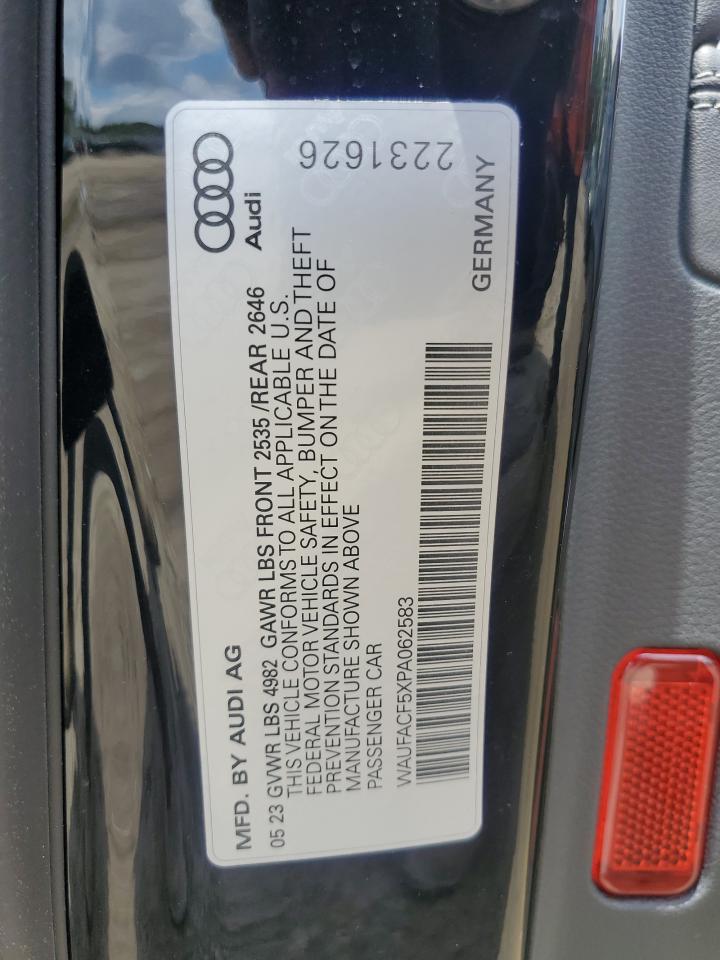 MFD. BY AUDI AG
Audi
05 23 GVWR LBS 4982 GAWR LBS FRONT 2535 /REAR 2646
THIS VEHICLE CONFORMS TO ALL APPLICABLE U.S.
FEDERAL MOTOR VEHICLE SAFETY, BUMPER AND THEFT
PREVENTION STANDARDS IN EFFECT ON THE DATE OF
MANUFACTURE SHOWN ABOVE
PASSENGER CAR
2231626
WAUFACF5XPA062583
GERMANY